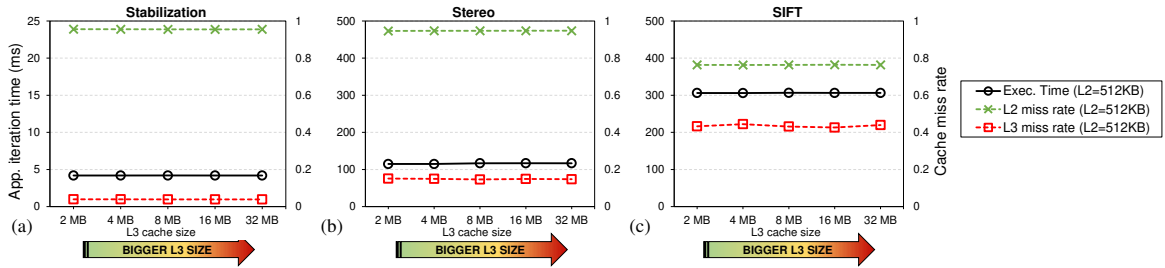 Stabilization
Stereo
SIFT
App. iteration time (ms)
25
20
15
10
5
0
1
0.8
0.6
0.4
0.2
0
2 MB 4 MB 8 MB 16 MB 32 MB
L3 cache size
(a)
BIGGER L3 SIZE
500
400
300
200
100
0
1
0.8
0.6
0.4
0.2
0
2 MB 4 MB 8 MB 16 MB 32 MB
L3 cache size
(b)
BIGGER L3 SIZE
500
400
300
200
100
0
1
0.8
0.6
0.4
0.2
0
Cache miss rate
2 MB 4 MB 8 MB 16 MB 32 MB
L3 cache size
(c)
BIGGER L3 SIZE
Exec. Time (L2=512KB)
L2 miss rate (L2=512KB)
L3 miss rate (L2=512KB)